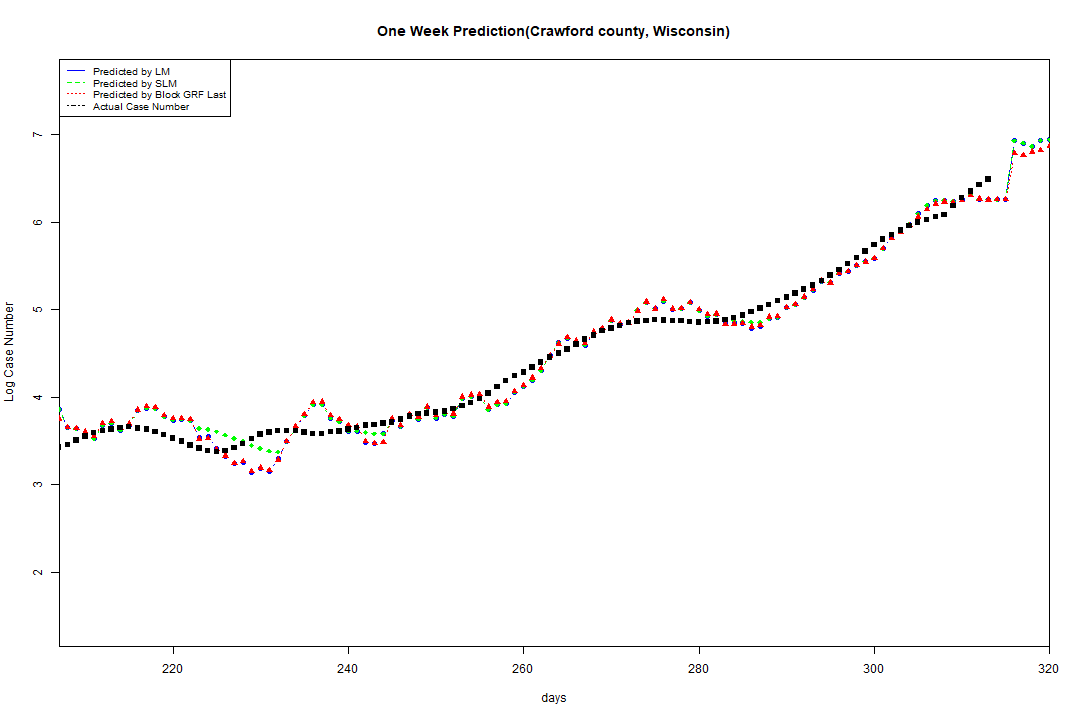 One Week Prediction(Crawford county, Wisconsin)
Predicted by LM
Predicted by SLM
Predicted by Block GRF Last
Actual Case Number
7
6
5
4
3
2
Log Case Number
220 240 260 280 300 320
days